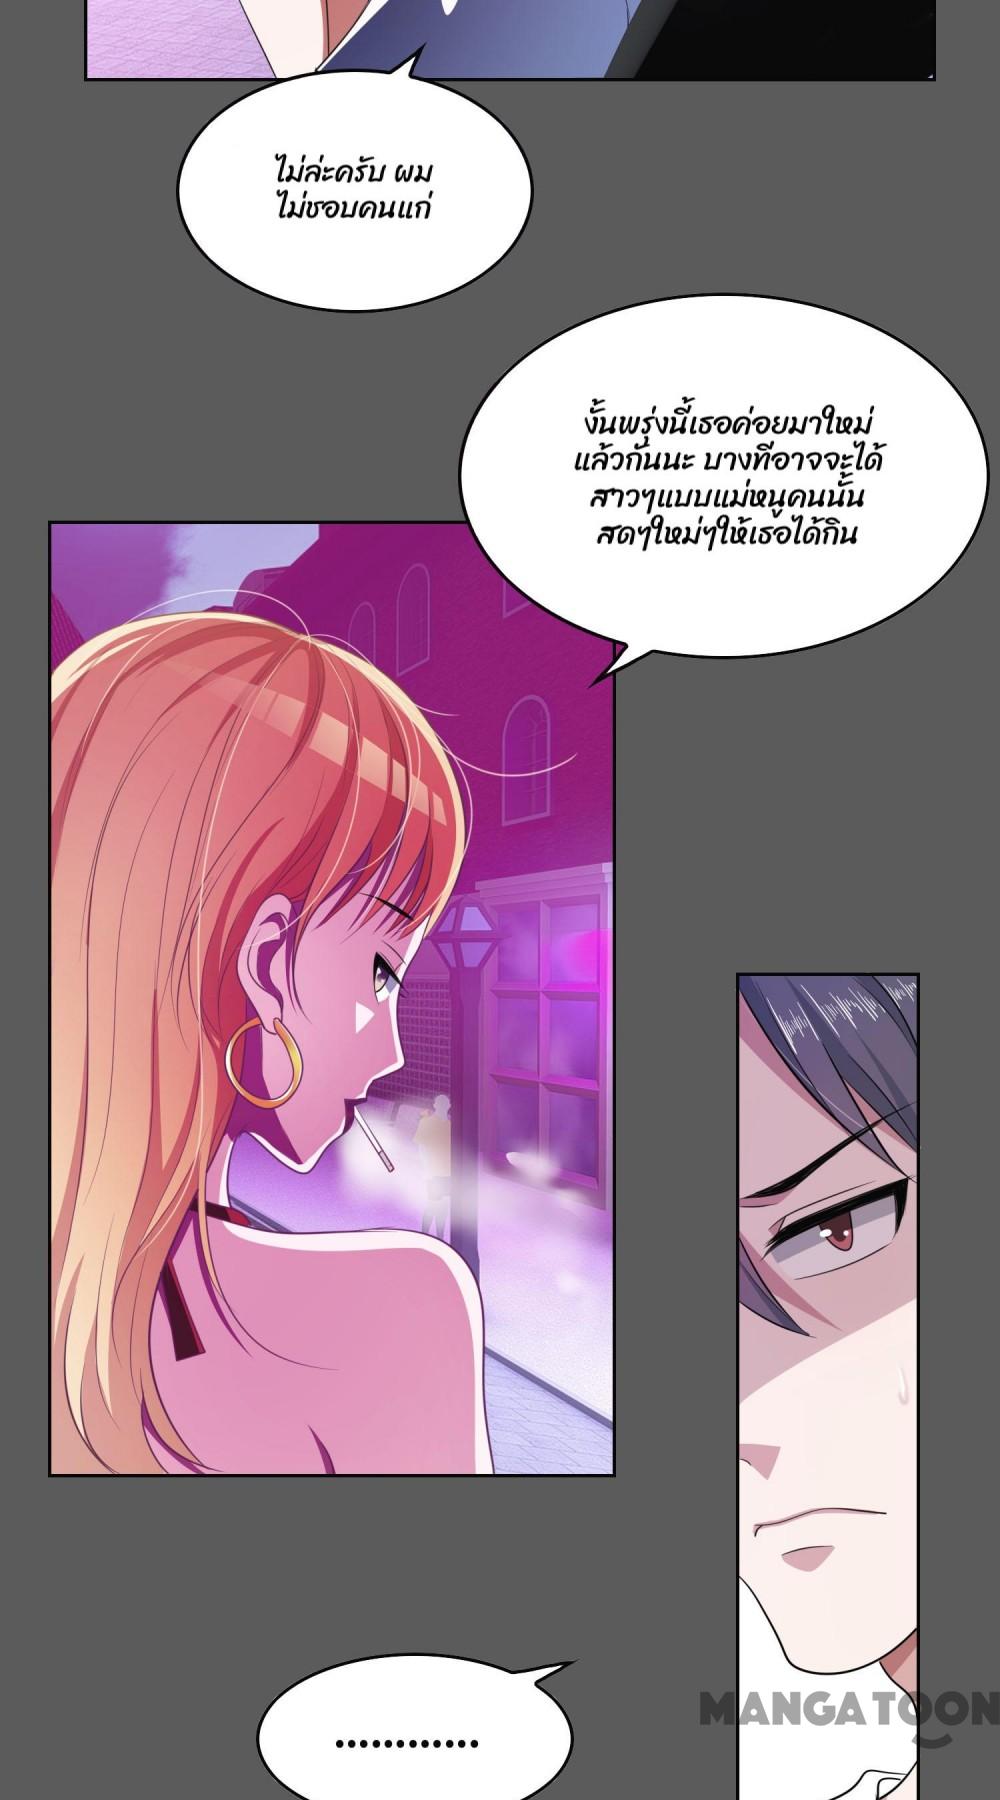 ไม่ล่ะครับ ผม
ไม่ชอบคนแก่
งั้นพรุ่งนี้เธอค่อยมาใหม่
แล้วกันนะ บางทีอาจจะได้
สาวๆแบบแม่หนูคนนั้น
สดๆใหม่ๆให้เธอได้กิน
............
MANGATOON